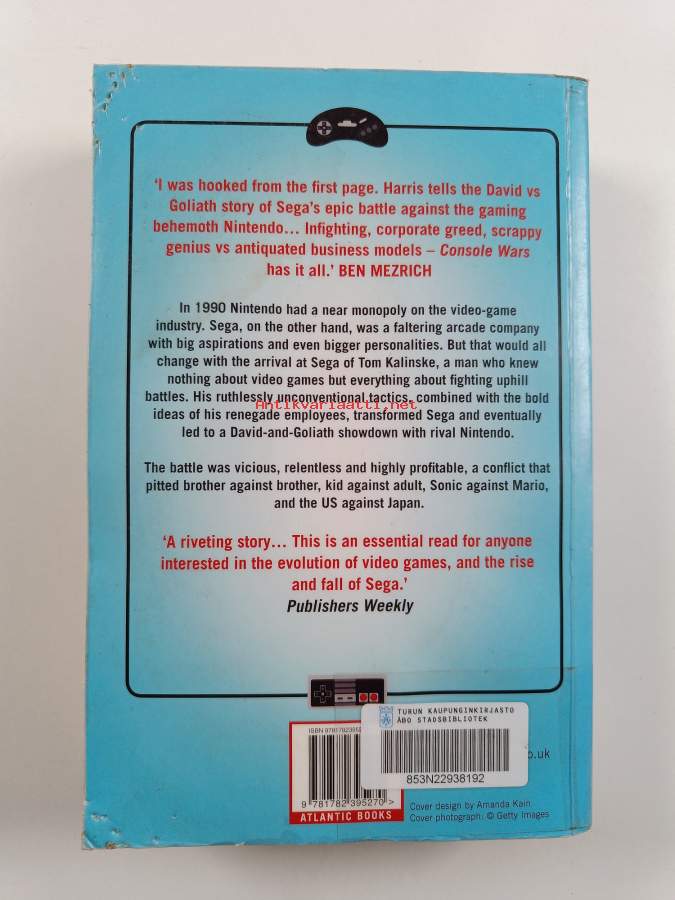 ‘I was hooked from the first page. Harris tells the David vs
Goliath story of Sega’s epic battle against the gaming
behemoth Nintendo… Infighting, corporate greed, scrappy
genius vs antiquated business models – Console Wars
has it all.’ BEN MEZRICH
In 1990 Nintendo had a near monopoly on the video-game
industry. Sega, on the other hand, was a faltering arcade company
with big aspirations and even bigger personalities. But that would all
change with the arrival at Sega of Tom Kalinske, a man who knew
nothing about video games but everything about fighting uphill
battles. His ruthlessly unconventional tactics, combined with the bold
Antikvariaatti.net
ideas of his renegade employees, transformed Sega and eventually
led to a David-and-Goliath showdown with rival Nintendo.
The battle was vicious, relentless and highly profitable, a conflict that
pitted brother against brother, kid against adult, Sonic against Mario,
and the US against Japan.
‘A riveting story… This is an essential read for anyone
interested in the evolution of video games, and the rise
and fall of Sega.’
Publishers Weekly
TURUN KAUPUNGINKIRJASTO
ÅBO STADSBIBLIOTEK
853N22938192
ISBN
.uk
9 781782 395270 >
ATLANTIC BOOKS
Cover design by Amanda Kain
Cover photograph: © Getty Images